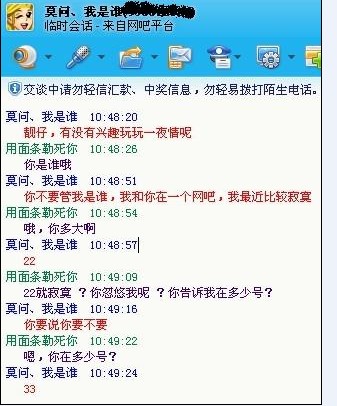 莫问、我是谁
临时会话 - 来自网吧平台
交谈中请勿轻信汇款、中奖信息，勿轻易拨打陌生电话。
莫问、我是谁 10:48:20
靓仔，有没有兴趣玩玩一夜情呢
用面条勒死你 10:48:26
你是谁哦
莫问、我是谁 10:48:51
你不要管我是谁，我和你在一个网吧，我最近比较寂寞
用面条勒死你 10:48:54
哦，你多大啊
莫问、我是谁 10:48:57
22
用面条勒死你 10:49:09
22就寂寞 ？你忽悠我呢 ？你告诉我在多少号？
莫问、我是谁 10:49:16
你要说你要不要
用面条勒死你 10:49:22
嗯，你在多少号？
莫问、我是谁 10:49:24
33